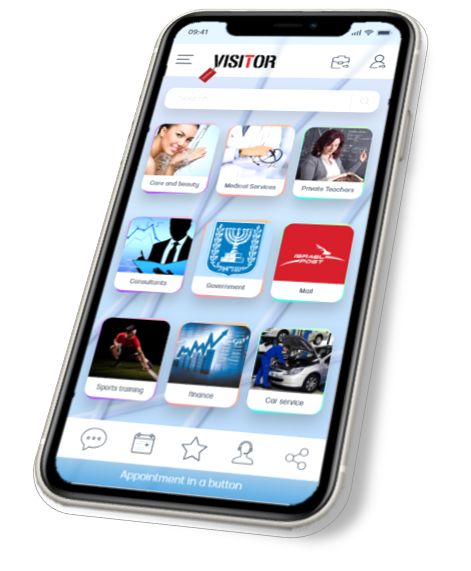 09:41
VISITOR
Search
Care and beauty
Medical Services
Private Teachers
Consultants
Government
ISRAEL
POST
Mail
Sports training
finance
Car service
Appointment in a button